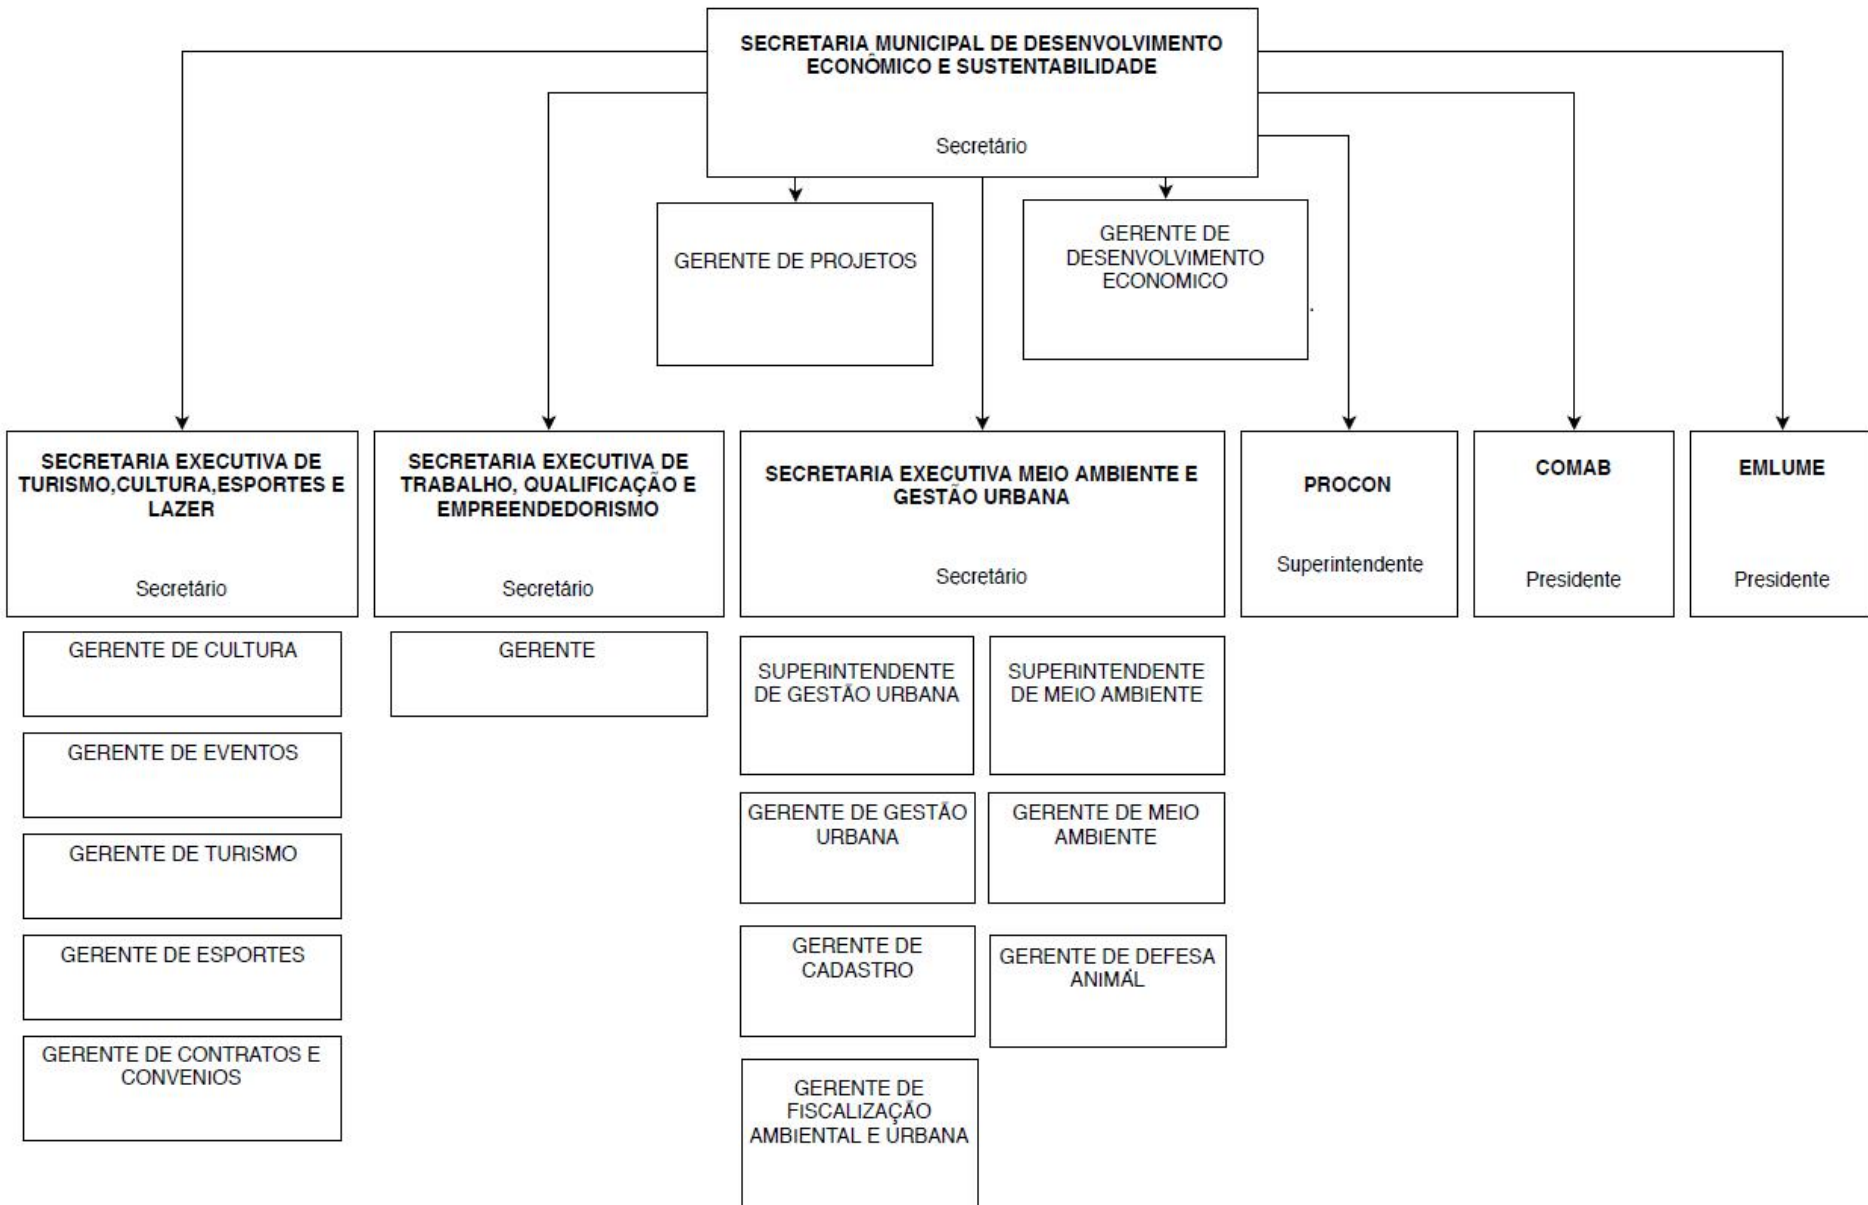 SECRETARIA MUNICIPAL DE DESENVOLVIMENTO
ECONÔMICO E SUSTENTABILIDADE
Secretário
GERENTE DE PROJETOS
GERENTE DE
DESENVOLVIMENTO
ECONOMICO
.
SECRETARIA EXECUTIVA DE
TURISMO,CULTURA,ESPORTES E
LAZER
Secretário
SECRETARIA EXECUTIVA DE
TRABALHO, QUALIFICAÇÃO E
EMPREENDEDORISMO
Secretário
SECRETARIA EXECUTIVA MEIO AMBIENTE E
GESTÃO URBANA
Secretário
PROCON
Superintendente
COMAB
Presidente
EMLUME
Presidente
GERENTE DE CULTURA
GERENTE DE EVENTOS
GERENTE DE TURISMO
GERENTE DE ESPORTES
GERENTE DE CONTRATOS E
CONVENIOS
GERENTE
SUPERINTENDENTE
DE GESTÃO URBANA
SUPERINTENDENTE
DE MEIO AMBIENTE
GERENTE DE GESTÃO
URBANA
GERENTE DE MEIO
AMBIENTE
GERENTE DE
CADASTRO
GERENTE DE DEFESA
ANIMÁL
GERENTE DE
FISCALIZAÇÃO
AMBIENTAL E URBANA